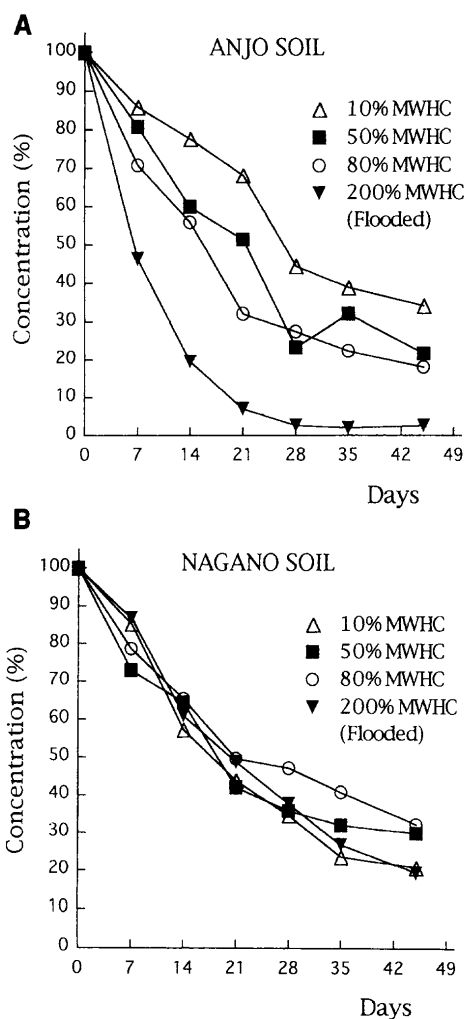 A
ANJO SOIL
100
90
80
70
60
50
40
30
20
10
0
Concentration (%)
10% MWHC
50% MWHC
80% MWHC
200% MWHC
(Flooded)
0 7 14 21 28 35 42 49
Days
B
NAGANO SOIL
100
90
80
70
60
50
40
30
20
10
0
Concentration (%)
10% MWHC
50% MWHC
80% MWHC
200% MWHC
(Flooded)
0 7 14 21 28 35 42 49
Days